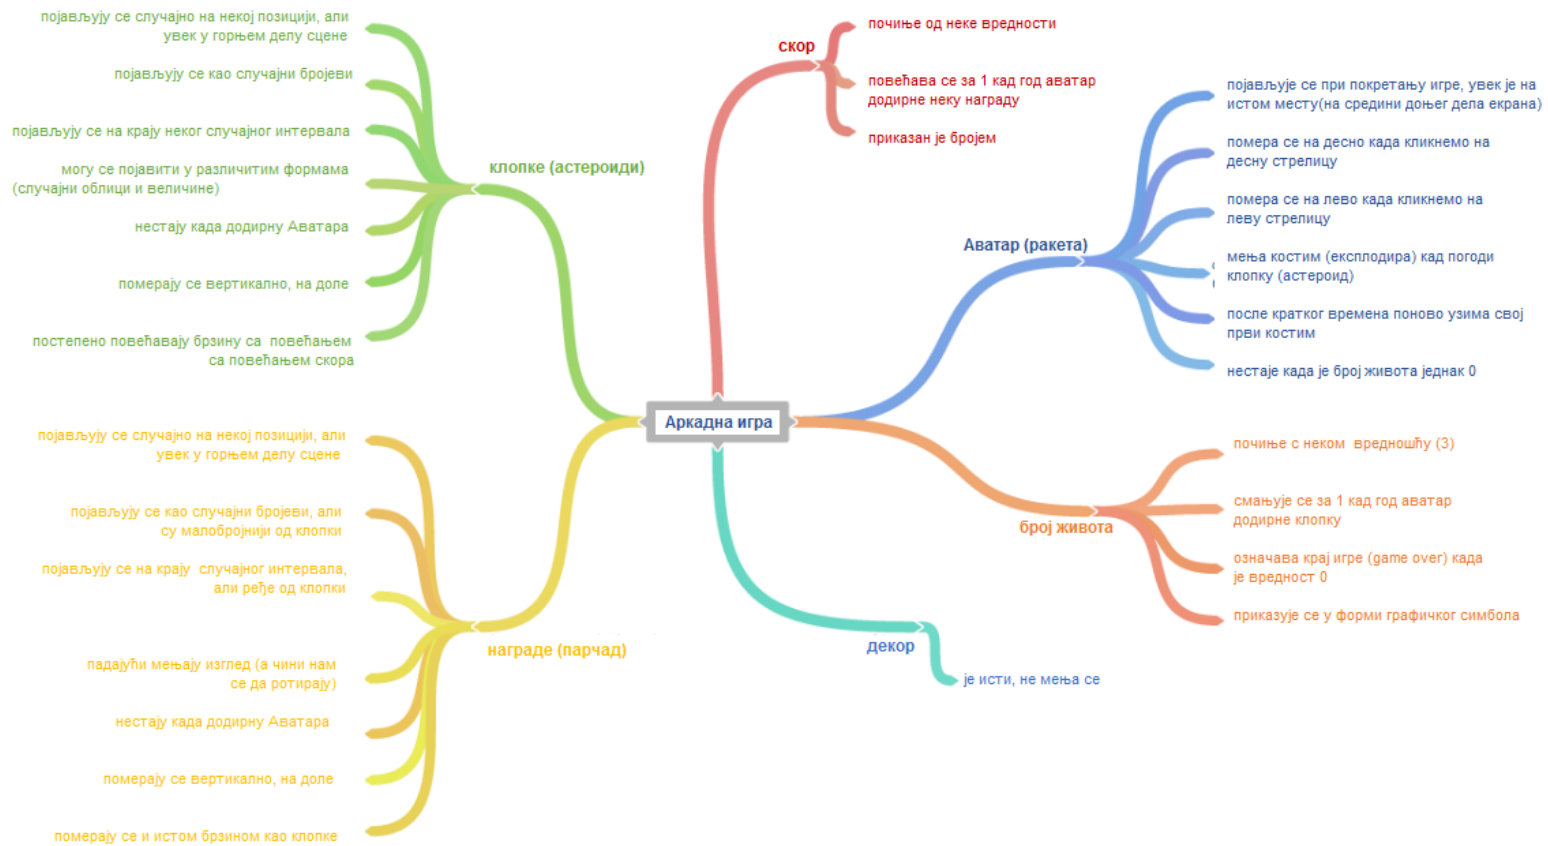 Аркадна игра
скор
почиње од неке вредности
повећава се за 1 кад год аватар
додирне неку награду
приказан је бројем
Аватар (ракета)
појављује се при покретању игре, увек је на
истом месту(на средини доњег дела екрана)
помера се на десно када кликнемо на
десну стрелицу
помера се на лево када кликнемо на
леву стрелицу
мења костим (експлодира) кад погоди
клопку (астероид)
после кратког времена поново узима свој
први костим
нестаје када је број живота једнак 0
број живота
почиње с неком вредношћу (3)
смањује се за 1 кад год аватар
додирне клопку
означава крај игре (game over) када
је вредност 0
приказује се у форми графичког симбола
декор
је исти, не мења се
клопке (астероиди)
појављују се случајно на некој позицији, али
увек у горњем делу сцене
појављују се као случајни бројеви
појављују се на крају неког случајног интервала
могу се појавити у различитим формама
(случајни облици и величине)
нестају када додирну Аватара
померају се вертикално, на доле
постепено повећавају брзину са повећањем
са повећањем скора
награде (парчад)
појављују се случајно на некој позицији, али
увек у горњем делу сцене
појављују се као случајни бројеви, али
су малобројнији од клопки
појављују се на крају случајног интервала,
али ређе од клопки
падајући мењају изглед (а чини нам
се да ротирају)
нестају када додирну Аватара
померају се вертикално, на доле
померају се и истом брзином као клопке